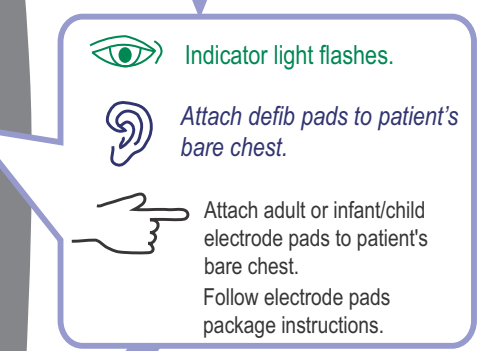 Indicator light flashes.
Attach defib pads to patient’s
bare chest.
Attach adult or infant/child
electrode pads to patient's
bare chest.
Follow electrode pads
package instructions.